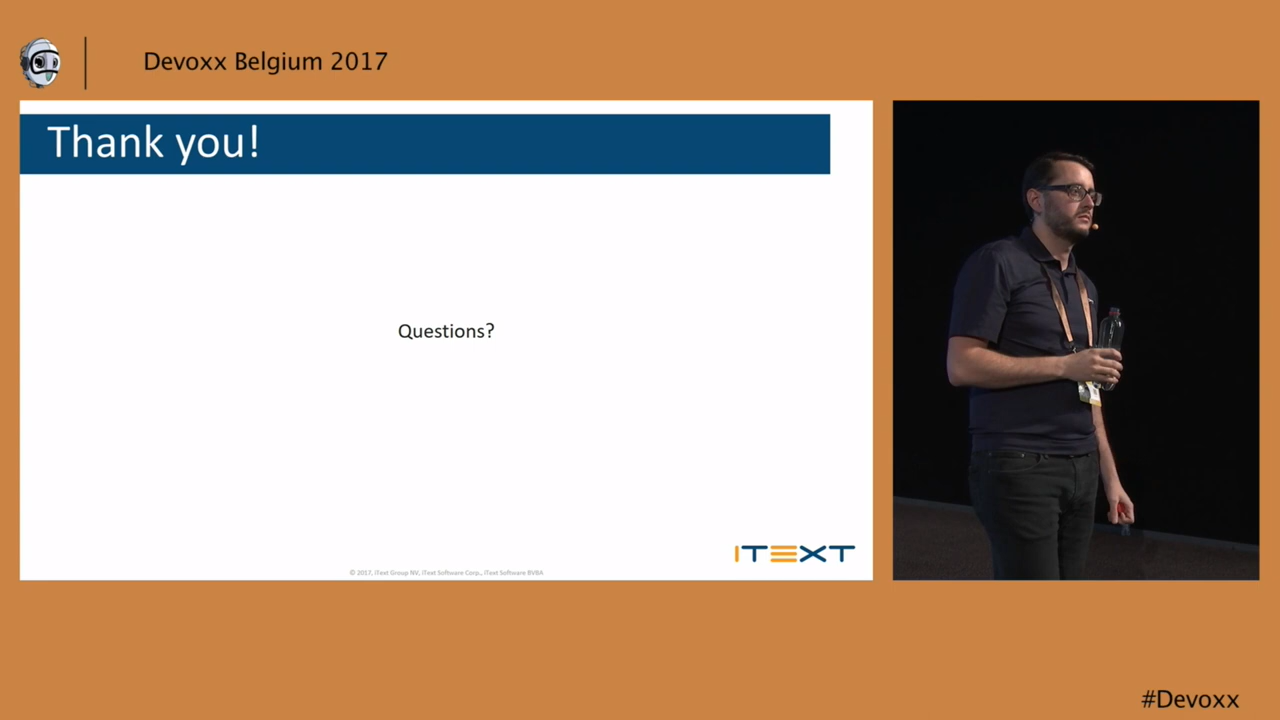 Devoxx Belgium 2017
Thank you!
Questions?
iTEXT
© 2017, iText Group NV, iText Software Corp., iText Software BVBA
#Devoxx